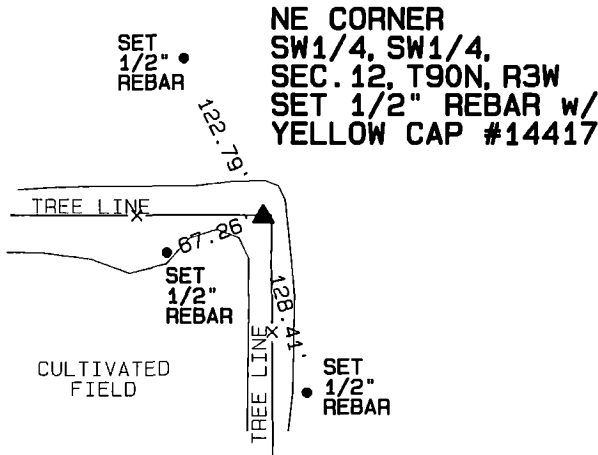 NE CORNER
SW1/4, SW1/4,
SEC. 12, T90N, R3W
SET 1/2" REBAR w/
YELLOW CAP #14417
SET
1/2"
REBAR
122.79'
TREE LINE
67.26'
SET
1/2"
REBAR
128.41'
TREE LINE
CULTIVATED
FIELD
SET
1/2"
REBAR